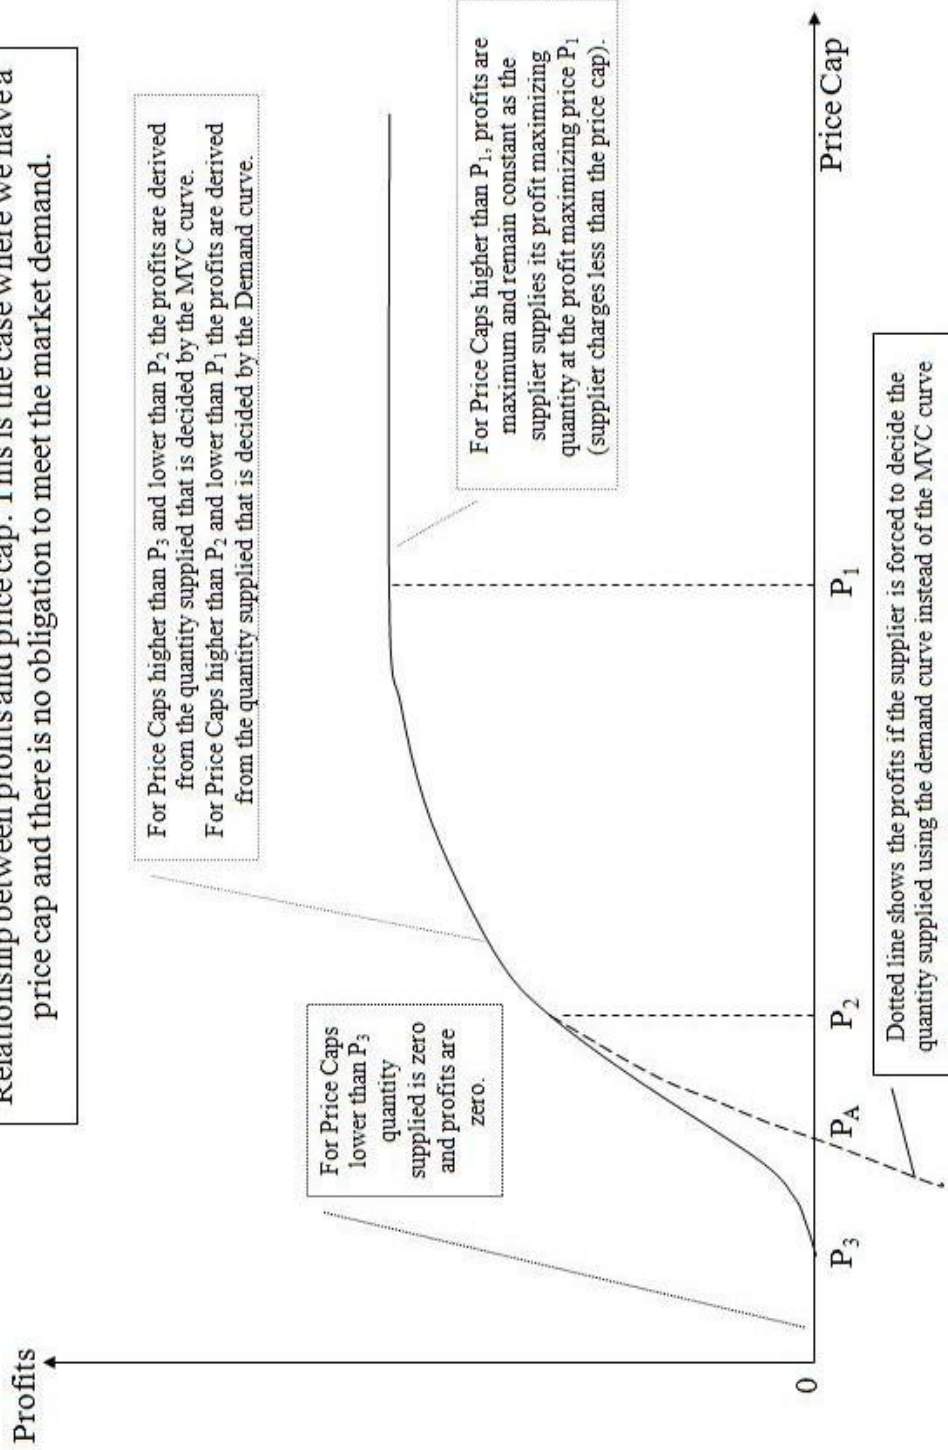 Relationship between profits and price cap. This is the case where we have a
price cap and there is no obligation to meet the market demand.
Profits
For Price Caps higher than P3 and lower than P2 the profits are derived
from the quantity supplied that is decided by the MVC curve.
For Price Caps higher than P2 and lower than P1 the profits are derived
from the quantity supplied that is decided by the Demand curve.
For Price Caps
lower than P3
quantity
supplied is zero
and profits are
zero.
For Price Caps higher than P1, profits are
maximum and remain constant as the
supplier supplies its profit maximizing
quantity at the profit maximizing price P1
(supplier charges less than the price cap).
0
P3
PA
P2
P1
Price Cap
Dotted line shows the profits if the supplier is forced to decide the
quantity supplied using the demand curve instead of the MVC curve